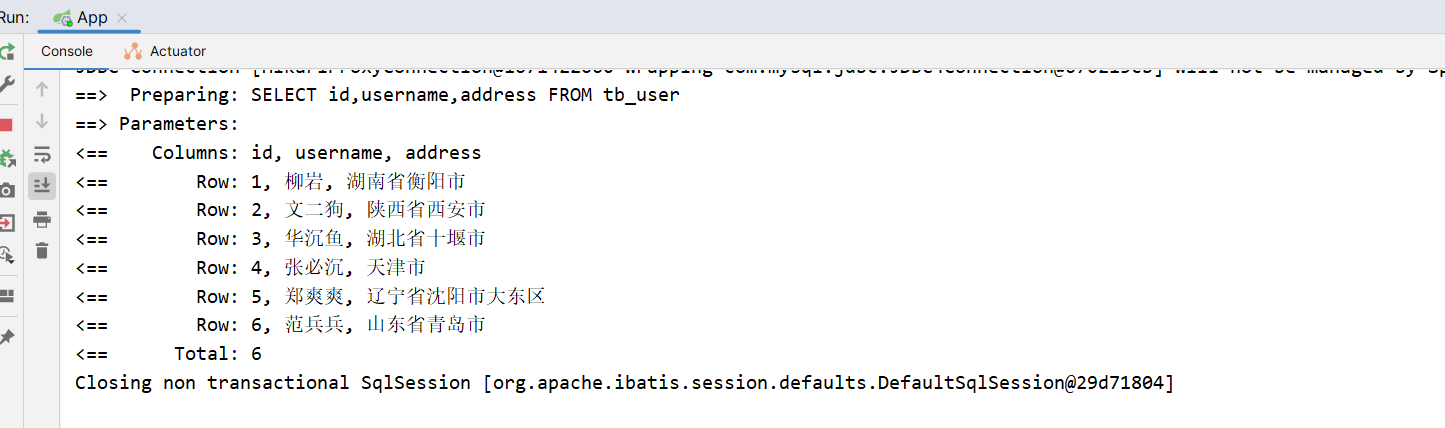 Run: App
Console Actuator
==>  Preparing: SELECT id,username,address FROM tb_user
==> Parameters:
<==    Columns: id, username, address
<==        Row: 1, 柳岩, 湖南省衡阳市
<==        Row: 2, 文二狗, 陕西省西安市
<==        Row: 3, 华沉鱼, 湖北省十堰市
<==        Row: 4, 张必沉, 天津市
<==        Row: 5, 郑爽爽, 辽宁省沈阳市大东区
<==        Row: 6, 范兵兵, 山东省青岛市
<==      Total: 6
Closing non transactional SqlSession [org.apache.ibatis.session.defaults.DefaultSqlSession@29d71804]